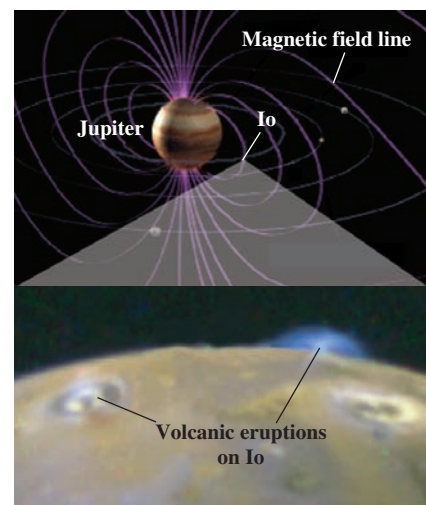 Magnetic field line
Io
Jupiter
Volcanic eruptions
on Io